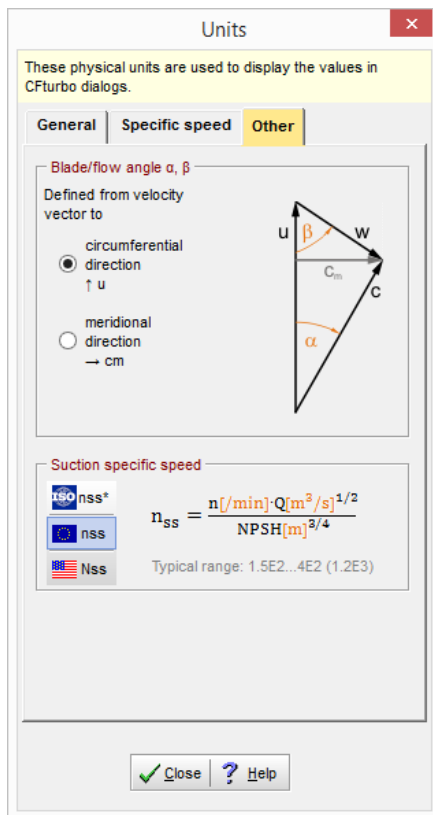 Units
These physical units are used to display the values in
CFturbo dialogs.
General Specific speed Other
Blade/flow angle α, β
Defined from velocity
vector to
circumferential
direction
↑ u
meridional
direction
→ cm
u β w
cm
c
α
Suction specific speed
ISO nss*
nss
Nss
nss = n[/min]·Q[m³/s]^1/2 / NPSH[m]^3/4
Typical range: 1.5E2...4E2 (1.2E3)
Close Help